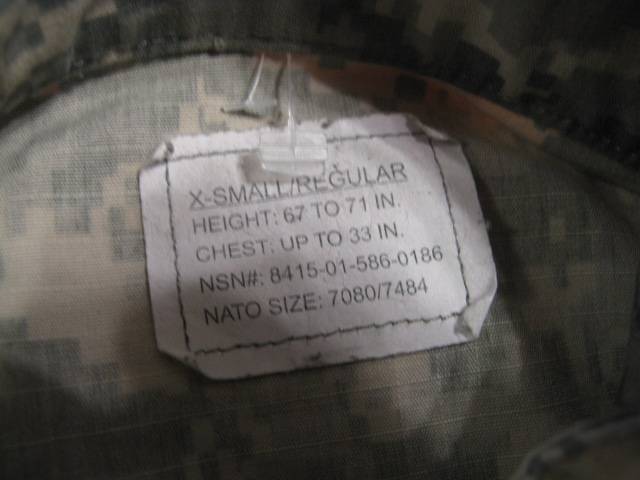 X-SMALL/REGULAR
HEIGHT: 67 TO 71 IN.
CHEST: UP TO 33 IN.
NSN#: 8415-01-586-0186
NATO SIZE: 7080/7484